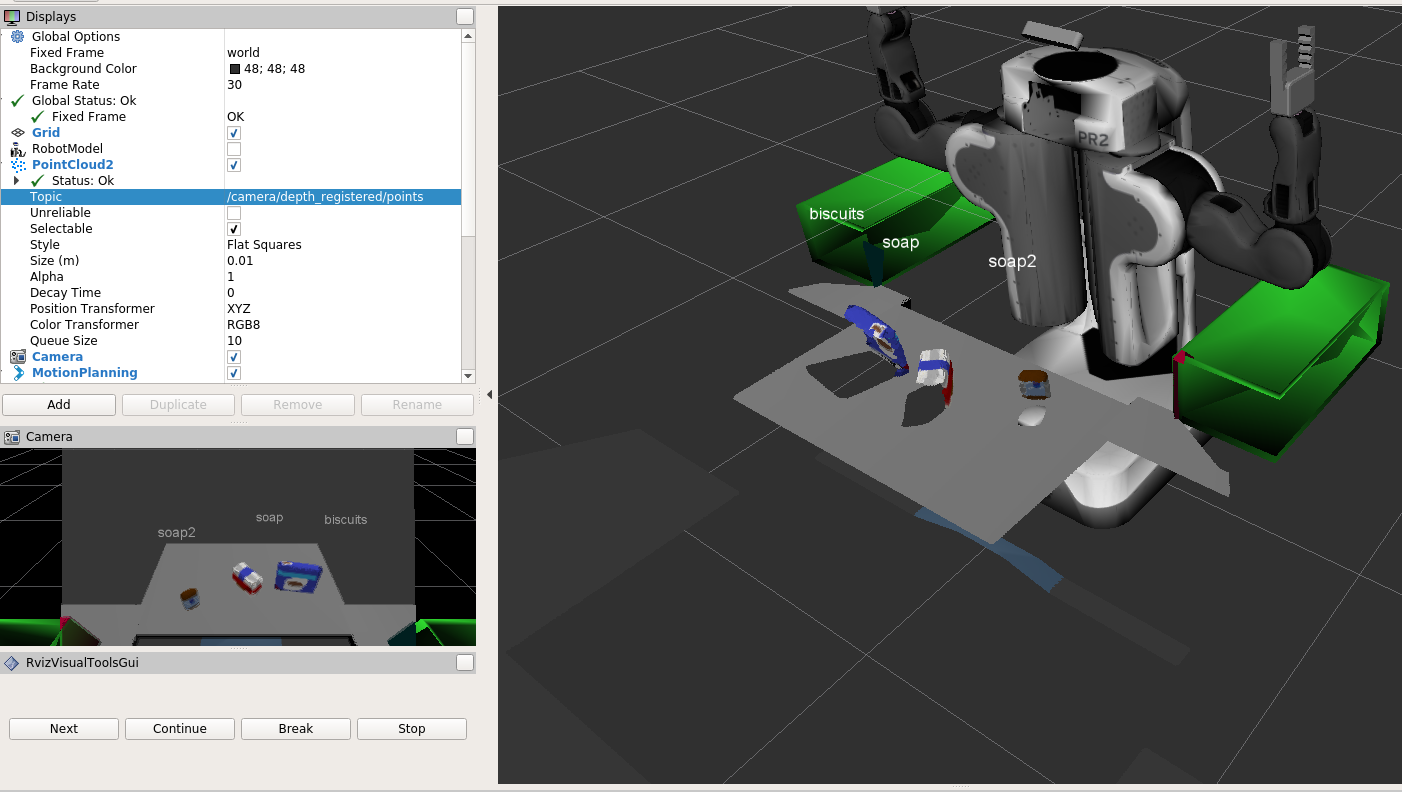 Displays
Global Options
Fixed Frame world
Background Color 48; 48; 48
Frame Rate 30
Global Status: Ok
Fixed Frame OK
Grid
RobotModel
PointCloud2
Status: Ok
Topic /camera/depth_registered/points
Unreliable
Selectable
Style Flat Squares
Size (m) 0.01
Alpha 1
Decay Time 0
Position Transformer XYZ
Color Transformer RGB8
Queue Size 10
Camera
MotionPlanning
Add Duplicate Remove Rename
Camera
soap biscuits
soap2
RvizVisualToolsGui
Next Continue Break Stop
PR2
biscuits
soap
soap2